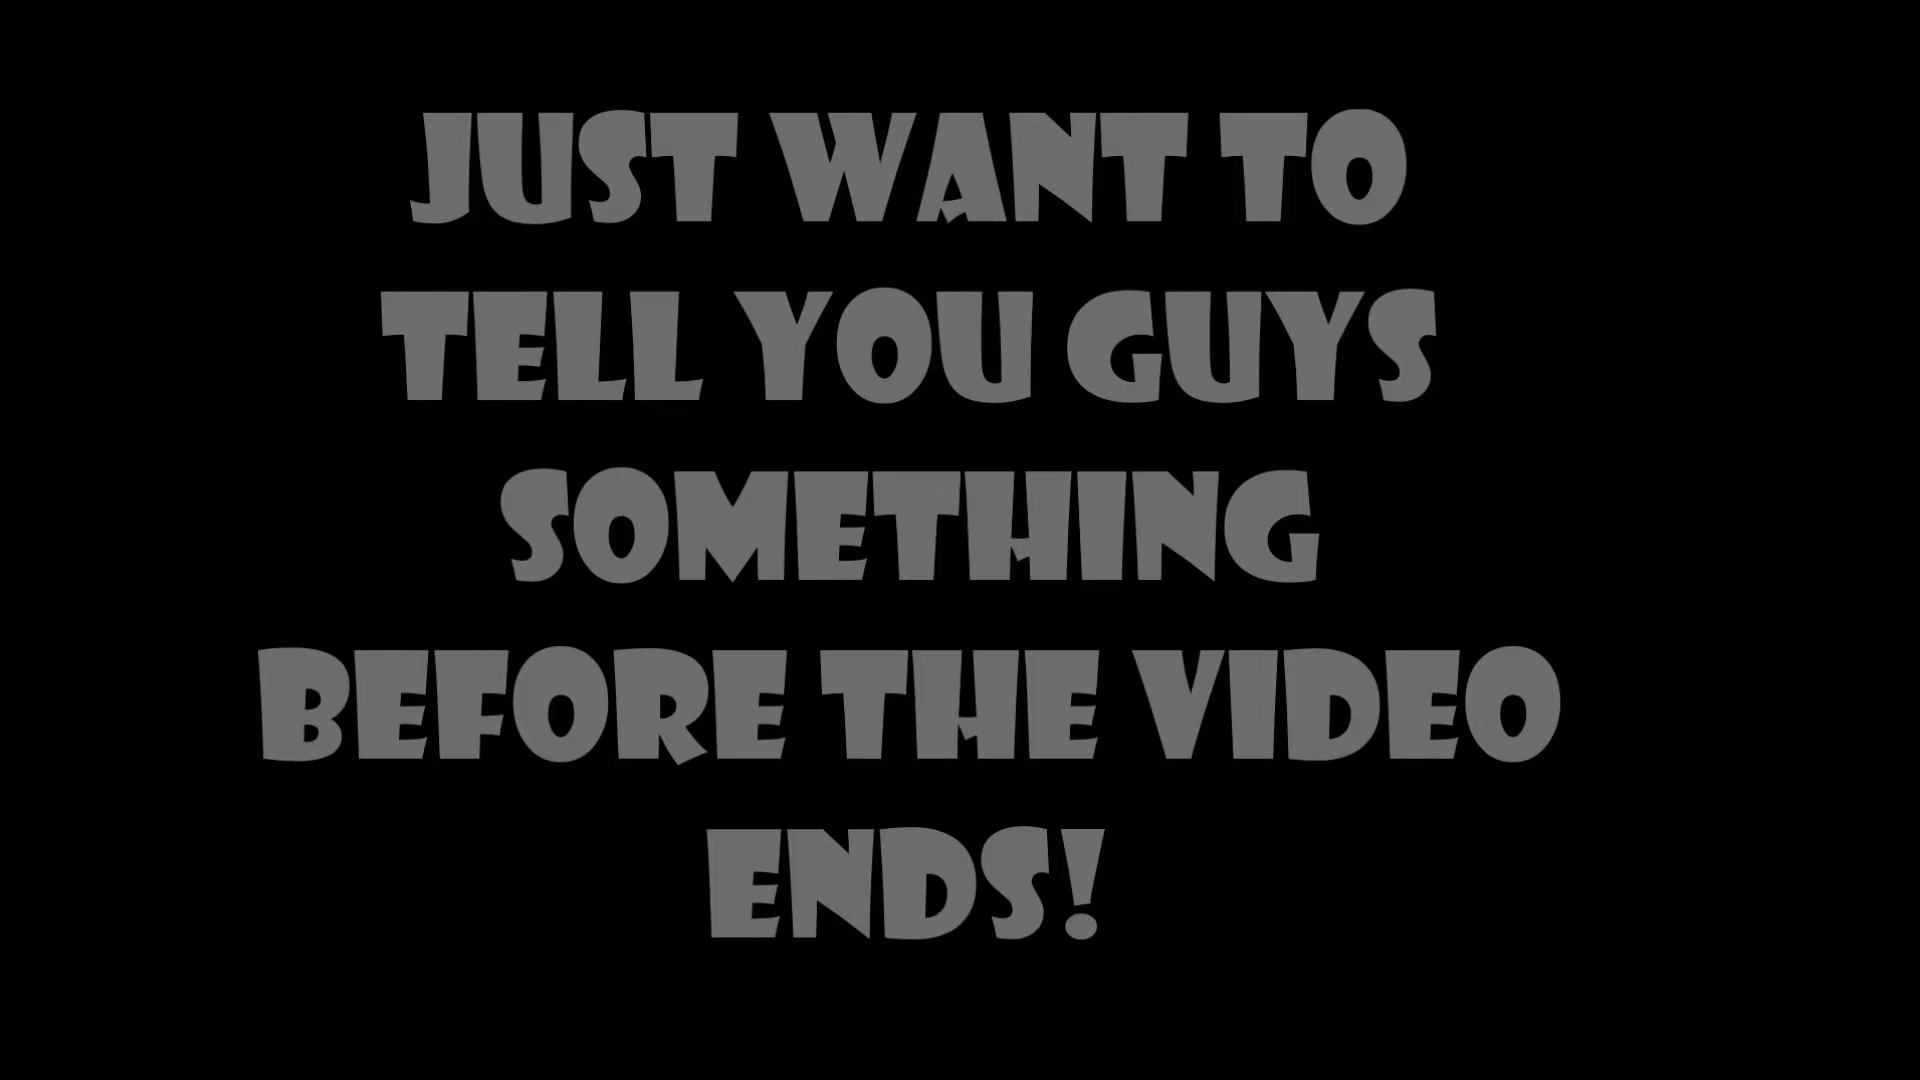 JUST WANT TO
TELL YOU GUYS
SOMETHING
BEFORE THE VIDEO
ENDS!